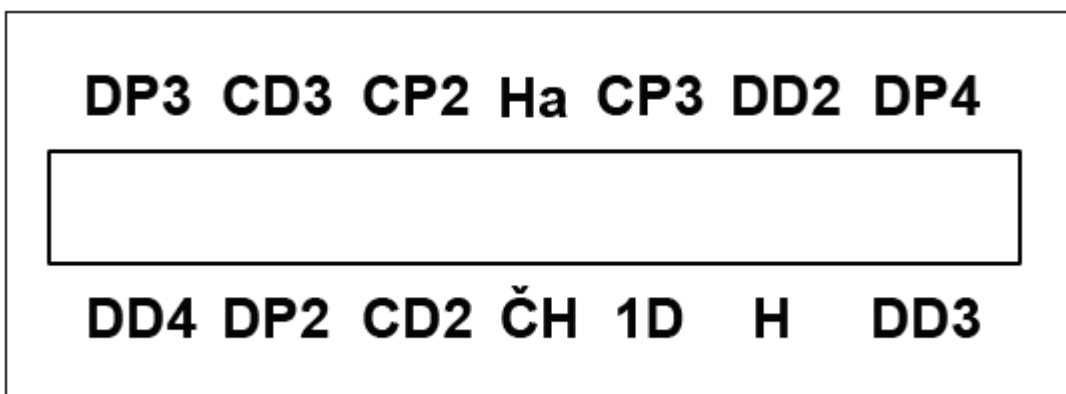 DP3 CD3 CP2 Ha CP3 DD2 DP4
DD4 DP2 CD2 ČH 1D H DD3